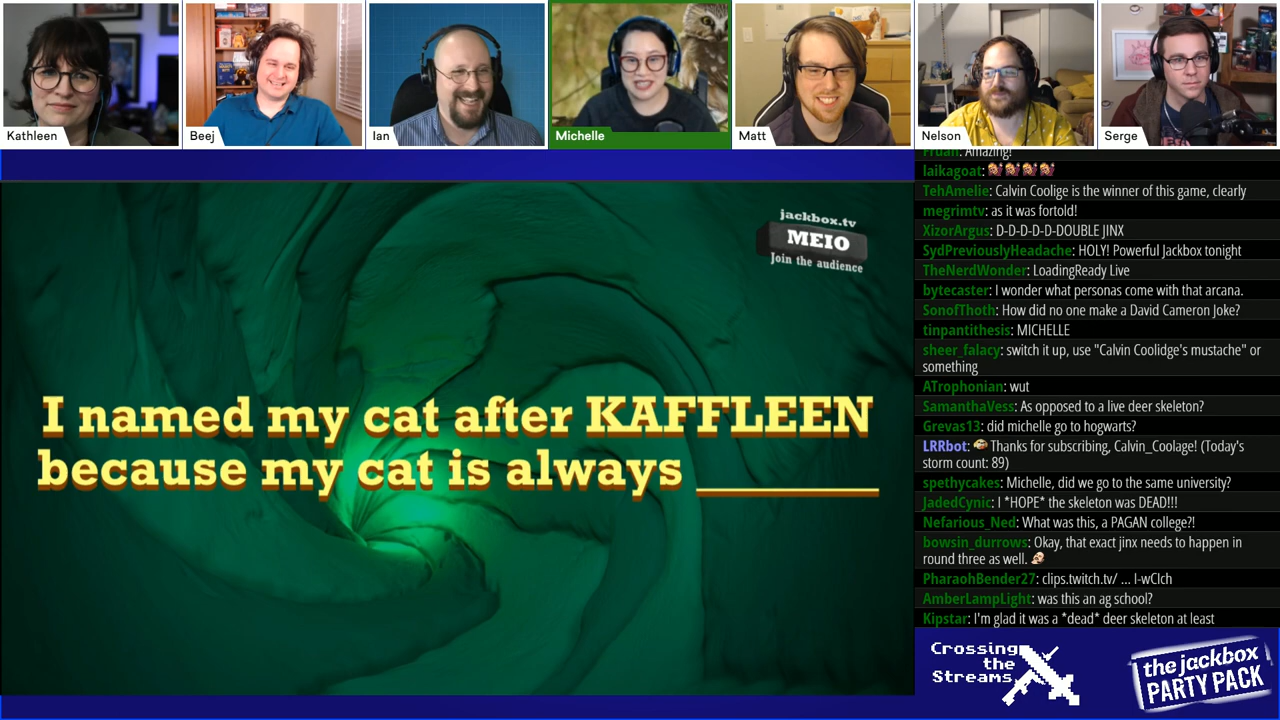 Kathleen
Beej
Ian
Michelle
Matt
Nelson
Serge
jackbox.tv
MEIO
Join the audience
I named my cat after KAFFLEEN
because my cat is always ________
Fruan: Amazing!
laikagoat:
TehAmelie: Calvin Coolige is the winner of this game, clearly
megrimtv: as it was fortold!
XizorArgus: D-D-D-D-D-DOUBLE JINX
SydPreviouslyHeadache: HOLY! Powerful Jackbox tonight
TheNerdWonder: LoadingReady Live
bytecaster: I wonder what personas come with that arcana.
SonofThoth: How did no one make a David Cameron Joke?
tinpantithesis: MICHELLE
sheer_falacy: switch it up, use "Calvin Coolidge's mustache" or
something
ATrophonian: wut
SamanthaVess: As opposed to a live deer skeleton?
Grevas13: did michelle go to hogwarts?
LRRbot: Thanks for subscribing, Calvin_Coolage! (Today's
storm count: 89)
spethycakes: Michelle, did we go to the same university?
JadedCynic: I *HOPE* the skeleton was DEAD!!!
Nefarious_Ned: What was this, a PAGAN college?!
bowsin_durrows: Okay, that exact jinx needs to happen in
round three as well.
PharaohBender27: clips.twitch.tv/ ... I-wCIch
AmberLampLight: was this an ag school?
Kipstar: I'm glad it was a *dead* deer skeleton at least
Crossing
the
Streams
the jackbox
PARTY PACK